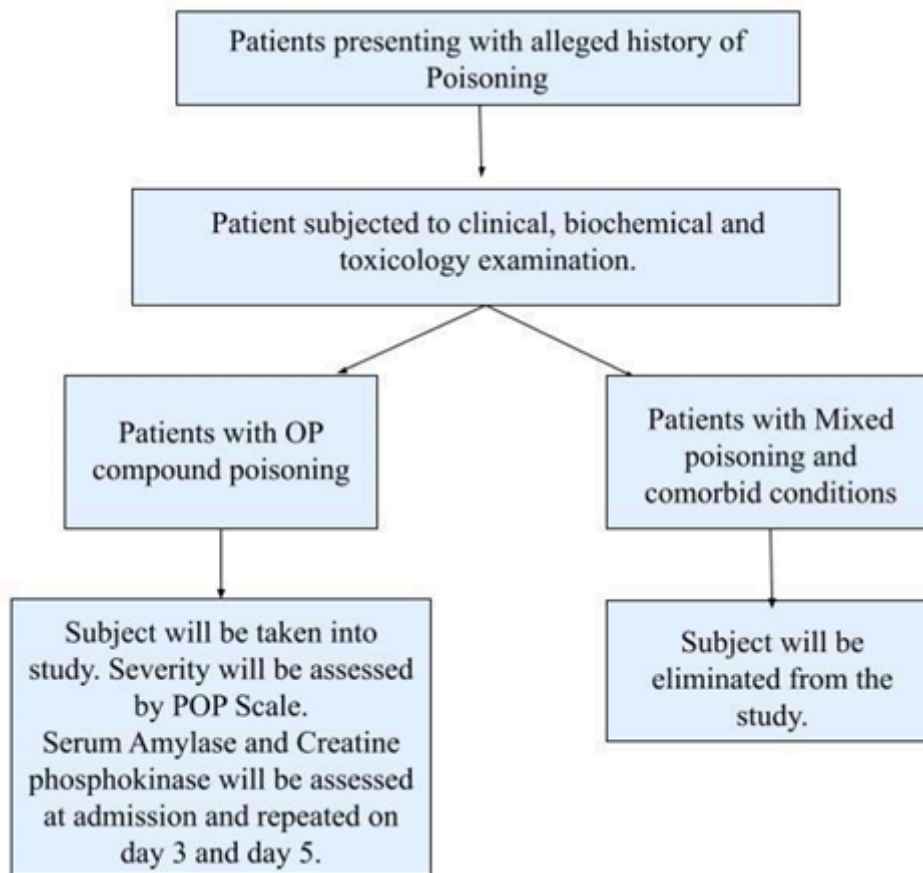 Patients presenting with alleged history of
Poisoning
Patient subjected to clinical, biochemical and
toxicology examination.
Patients with OP
compound poisoning
Patients with Mixed
poisoning and
comorbid conditions
Subject will be taken into
study. Severity will be assessed
by POP Scale.
Serum Amylase and Creatine
phosphokinase will be assessed
at admission and repeated on
day 3 and day 5.
Subject will be
eliminated from the
study.